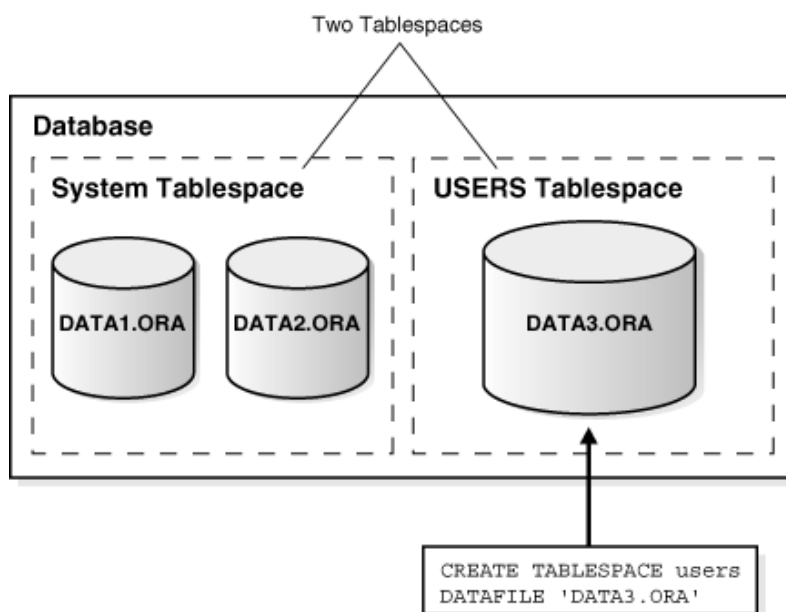 Two Tablespaces
Database
System Tablespace
USERS Tablespace
DATA1.ORA
DATA2.ORA
DATA3.ORA
CREATE TABLESPACE users
DATAFILE 'DATA3.ORA'